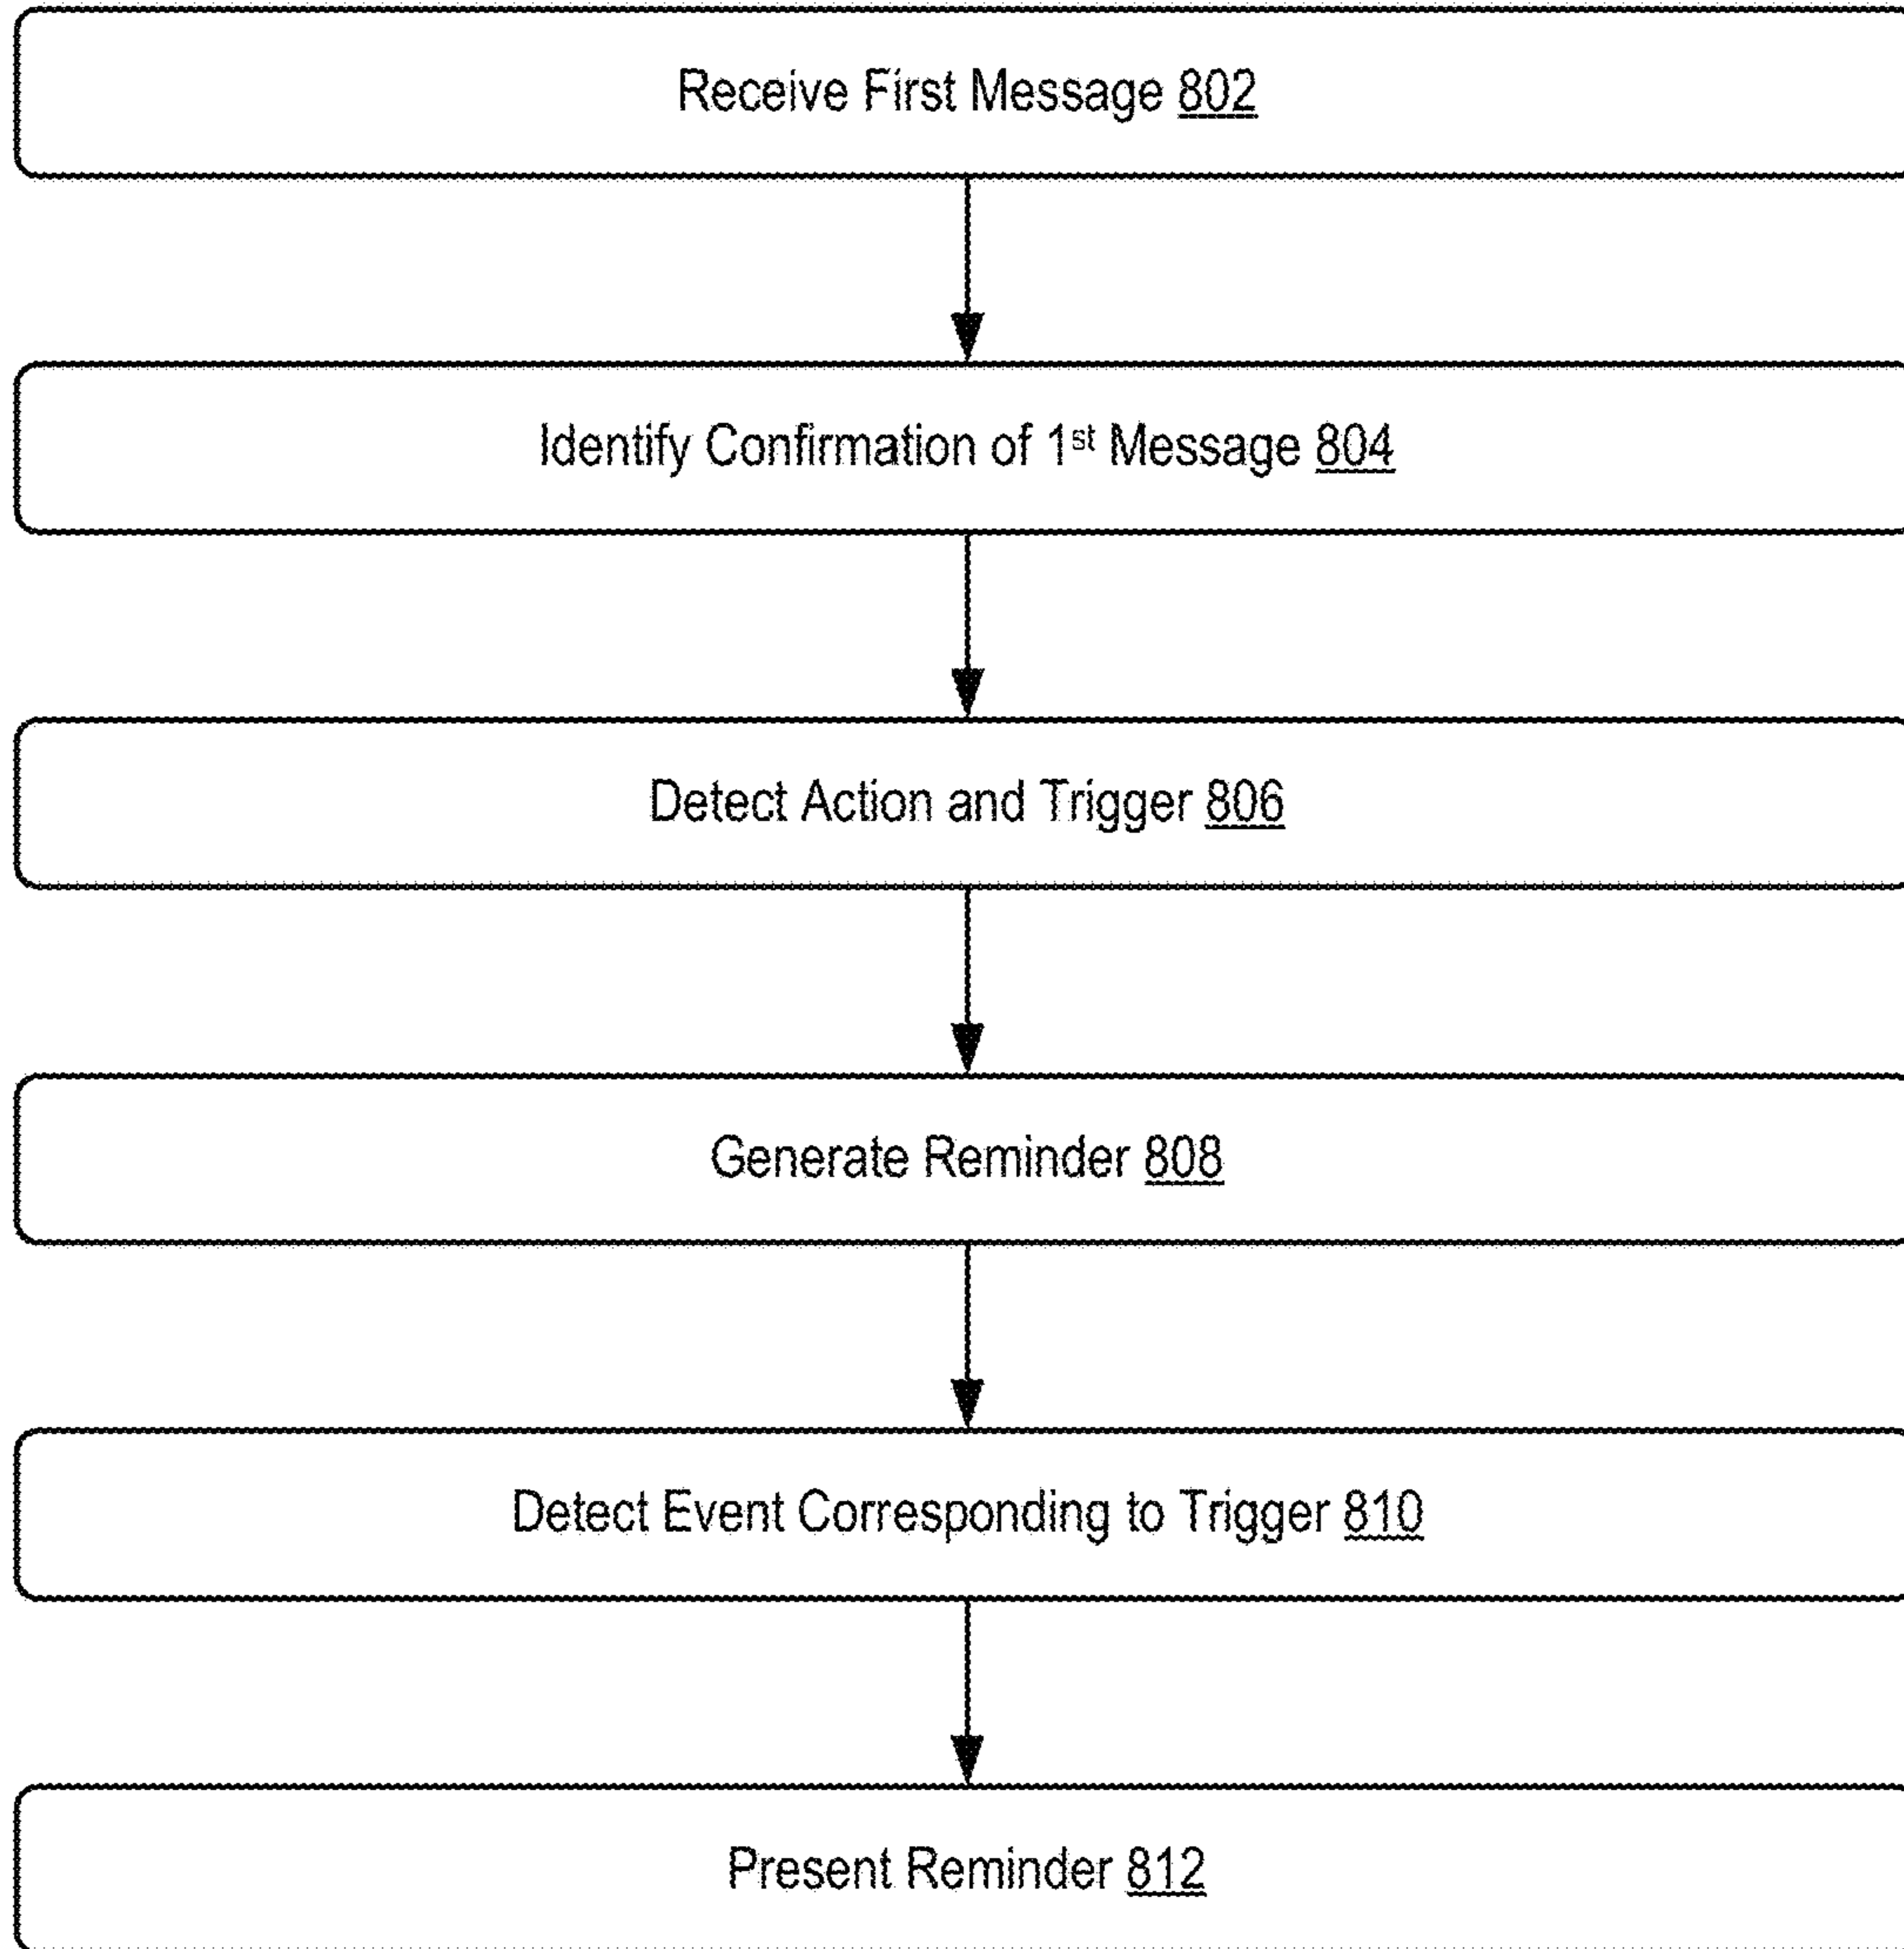 Receive First Message 802
Identify Confirmation of 1st Message 804
Detect Action and Trigger 806
Generate Reminder 808
Detect Event Corresponding to Trigger 810
Present Reminder 812